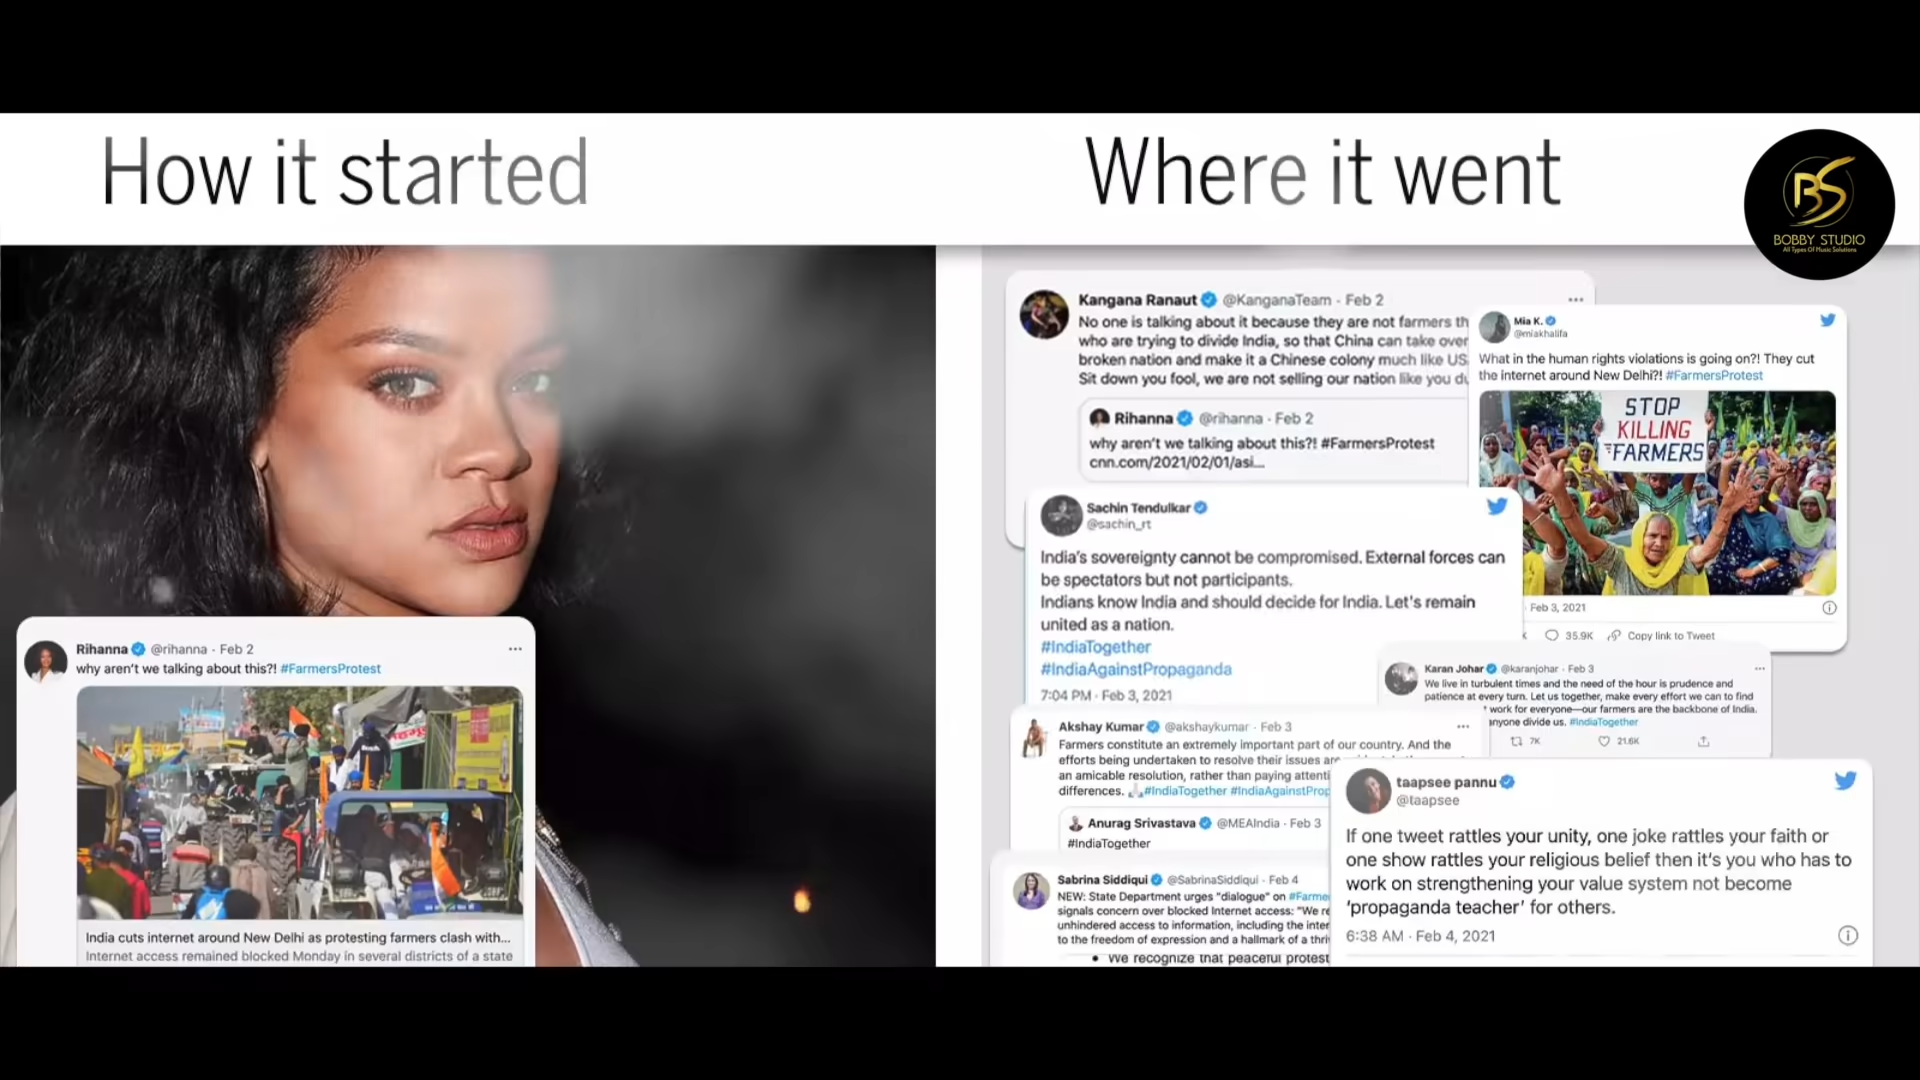 How it started
Where it went
BS
BOBBY STUDIO
All Types Of Music Solutions
Rihanna @rihanna · Feb 2
why aren't we talking about this?! #FarmersProtest
India cuts internet around New Delhi as protesting farmers clash with...
Internet access remained blocked Monday in several districts of a state
Kangana Ranaut @KanganaTeam · Feb 2
No one is talking about it because they are not farmers th
who are trying to divide India, so that China can take over
broken nation and make it a Chinese colony much like US
Sit down you fool, we are not selling our nation like you du
Rihanna @rihanna · Feb 2
why aren't we talking about this?! #FarmersProtest
cnn.com/2021/02/01/asi...
Mia K.
@miakhalifa
What in the human rights violations is going on?! They cut
the internet around New Delhi?! #FarmersProtest
STOP
KILLING
FARMERS
Feb 3, 2021
35.9K Copy link to Tweet
Sachin Tendulkar
@sachin_rt
India's sovereignty cannot be compromised. External forces can
be spectators but not participants.
Indians know India and should decide for India. Let's remain
united as a nation.
#IndiaTogether
#IndiaAgainstPropaganda
7:04 PM · Feb 3, 2021
Karan Johar @karanjohar · Feb 3
We live in turbulent times and the need of the hour is prudence and
patience at every turn. Let us together, make every effort we can to find
work for everyone—our farmers are the backbone of India.
anyone divide us. #IndiaTogether
7K 21.6K
Akshay Kumar @akshaykumar · Feb 3
Farmers constitute an extremely important part of our country. And the
efforts being undertaken to resolve their issues are
an amicable resolution, rather than paying attenti
differences. #IndiaTogether #IndiaAgainstProp
Anurag Srivastava @MEAIndia · Feb 3
#IndiaTogether
Sabrina Siddiqui @SabrinaSiddiqui · Feb 4
NEW: State Department urges "dialogue" on #Farme
signals concern over blocked Internet access: "We re
unhindered access to information, including the inter
to the freedom of expression and a hallmark of a thri
• We recognize that peaceful protest
taapsee pannu
@taapsee
If one tweet rattles your unity, one joke rattles your faith or
one show rattles your religious belief then it's you who has to
work on strengthening your value system not become
'propaganda teacher' for others.
6:38 AM · Feb 4, 2021